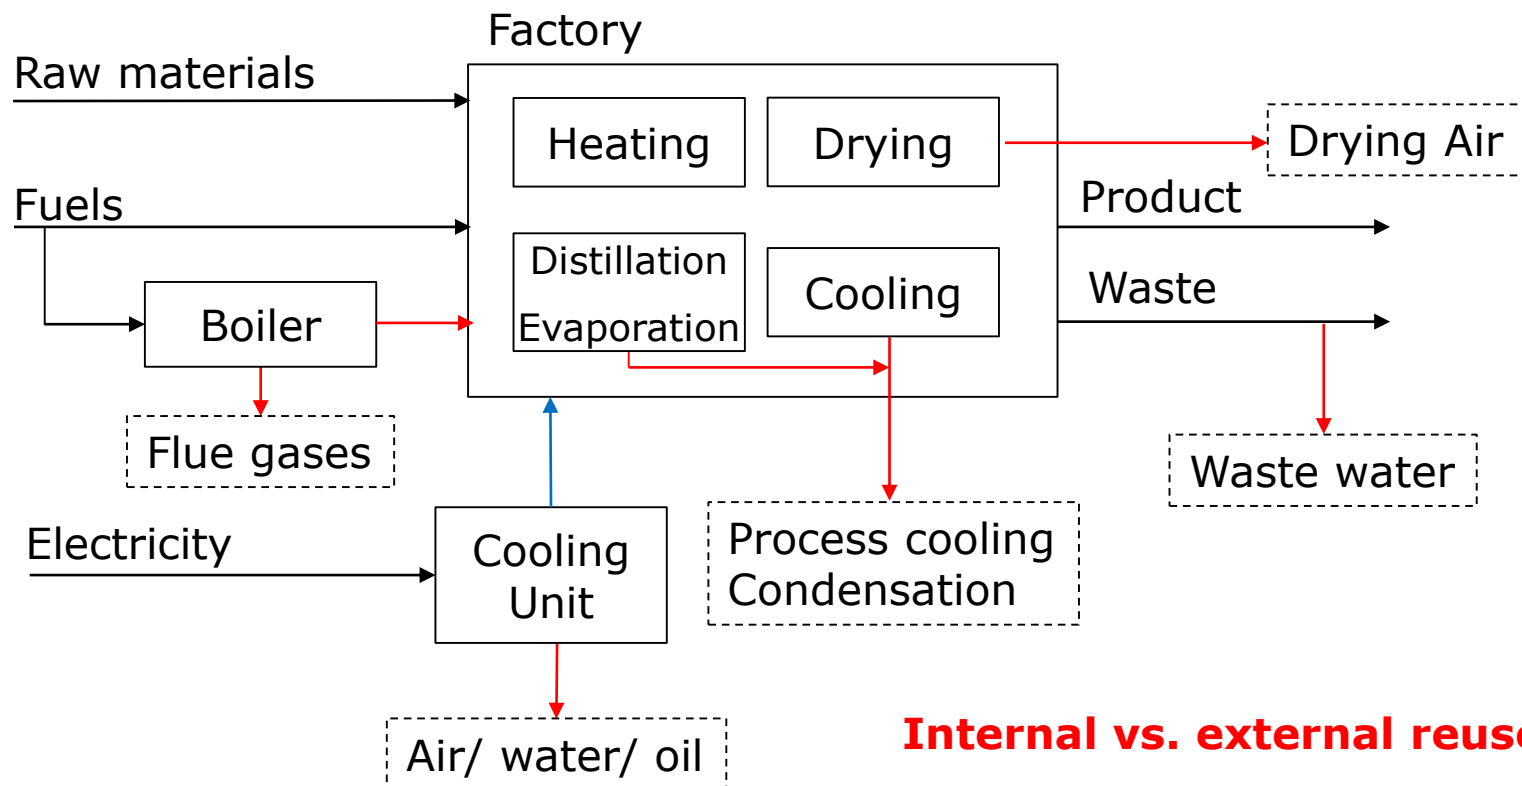 Factory
Raw materials
Heating
Drying
Drying Air
Fuels
Product
Distillation
Evaporation
Cooling
Waste
Boiler
Flue gases
Waste water
Electricity
Cooling
Unit
Process cooling
Condensation
Air/ water/ oil
Internal vs. external reuse